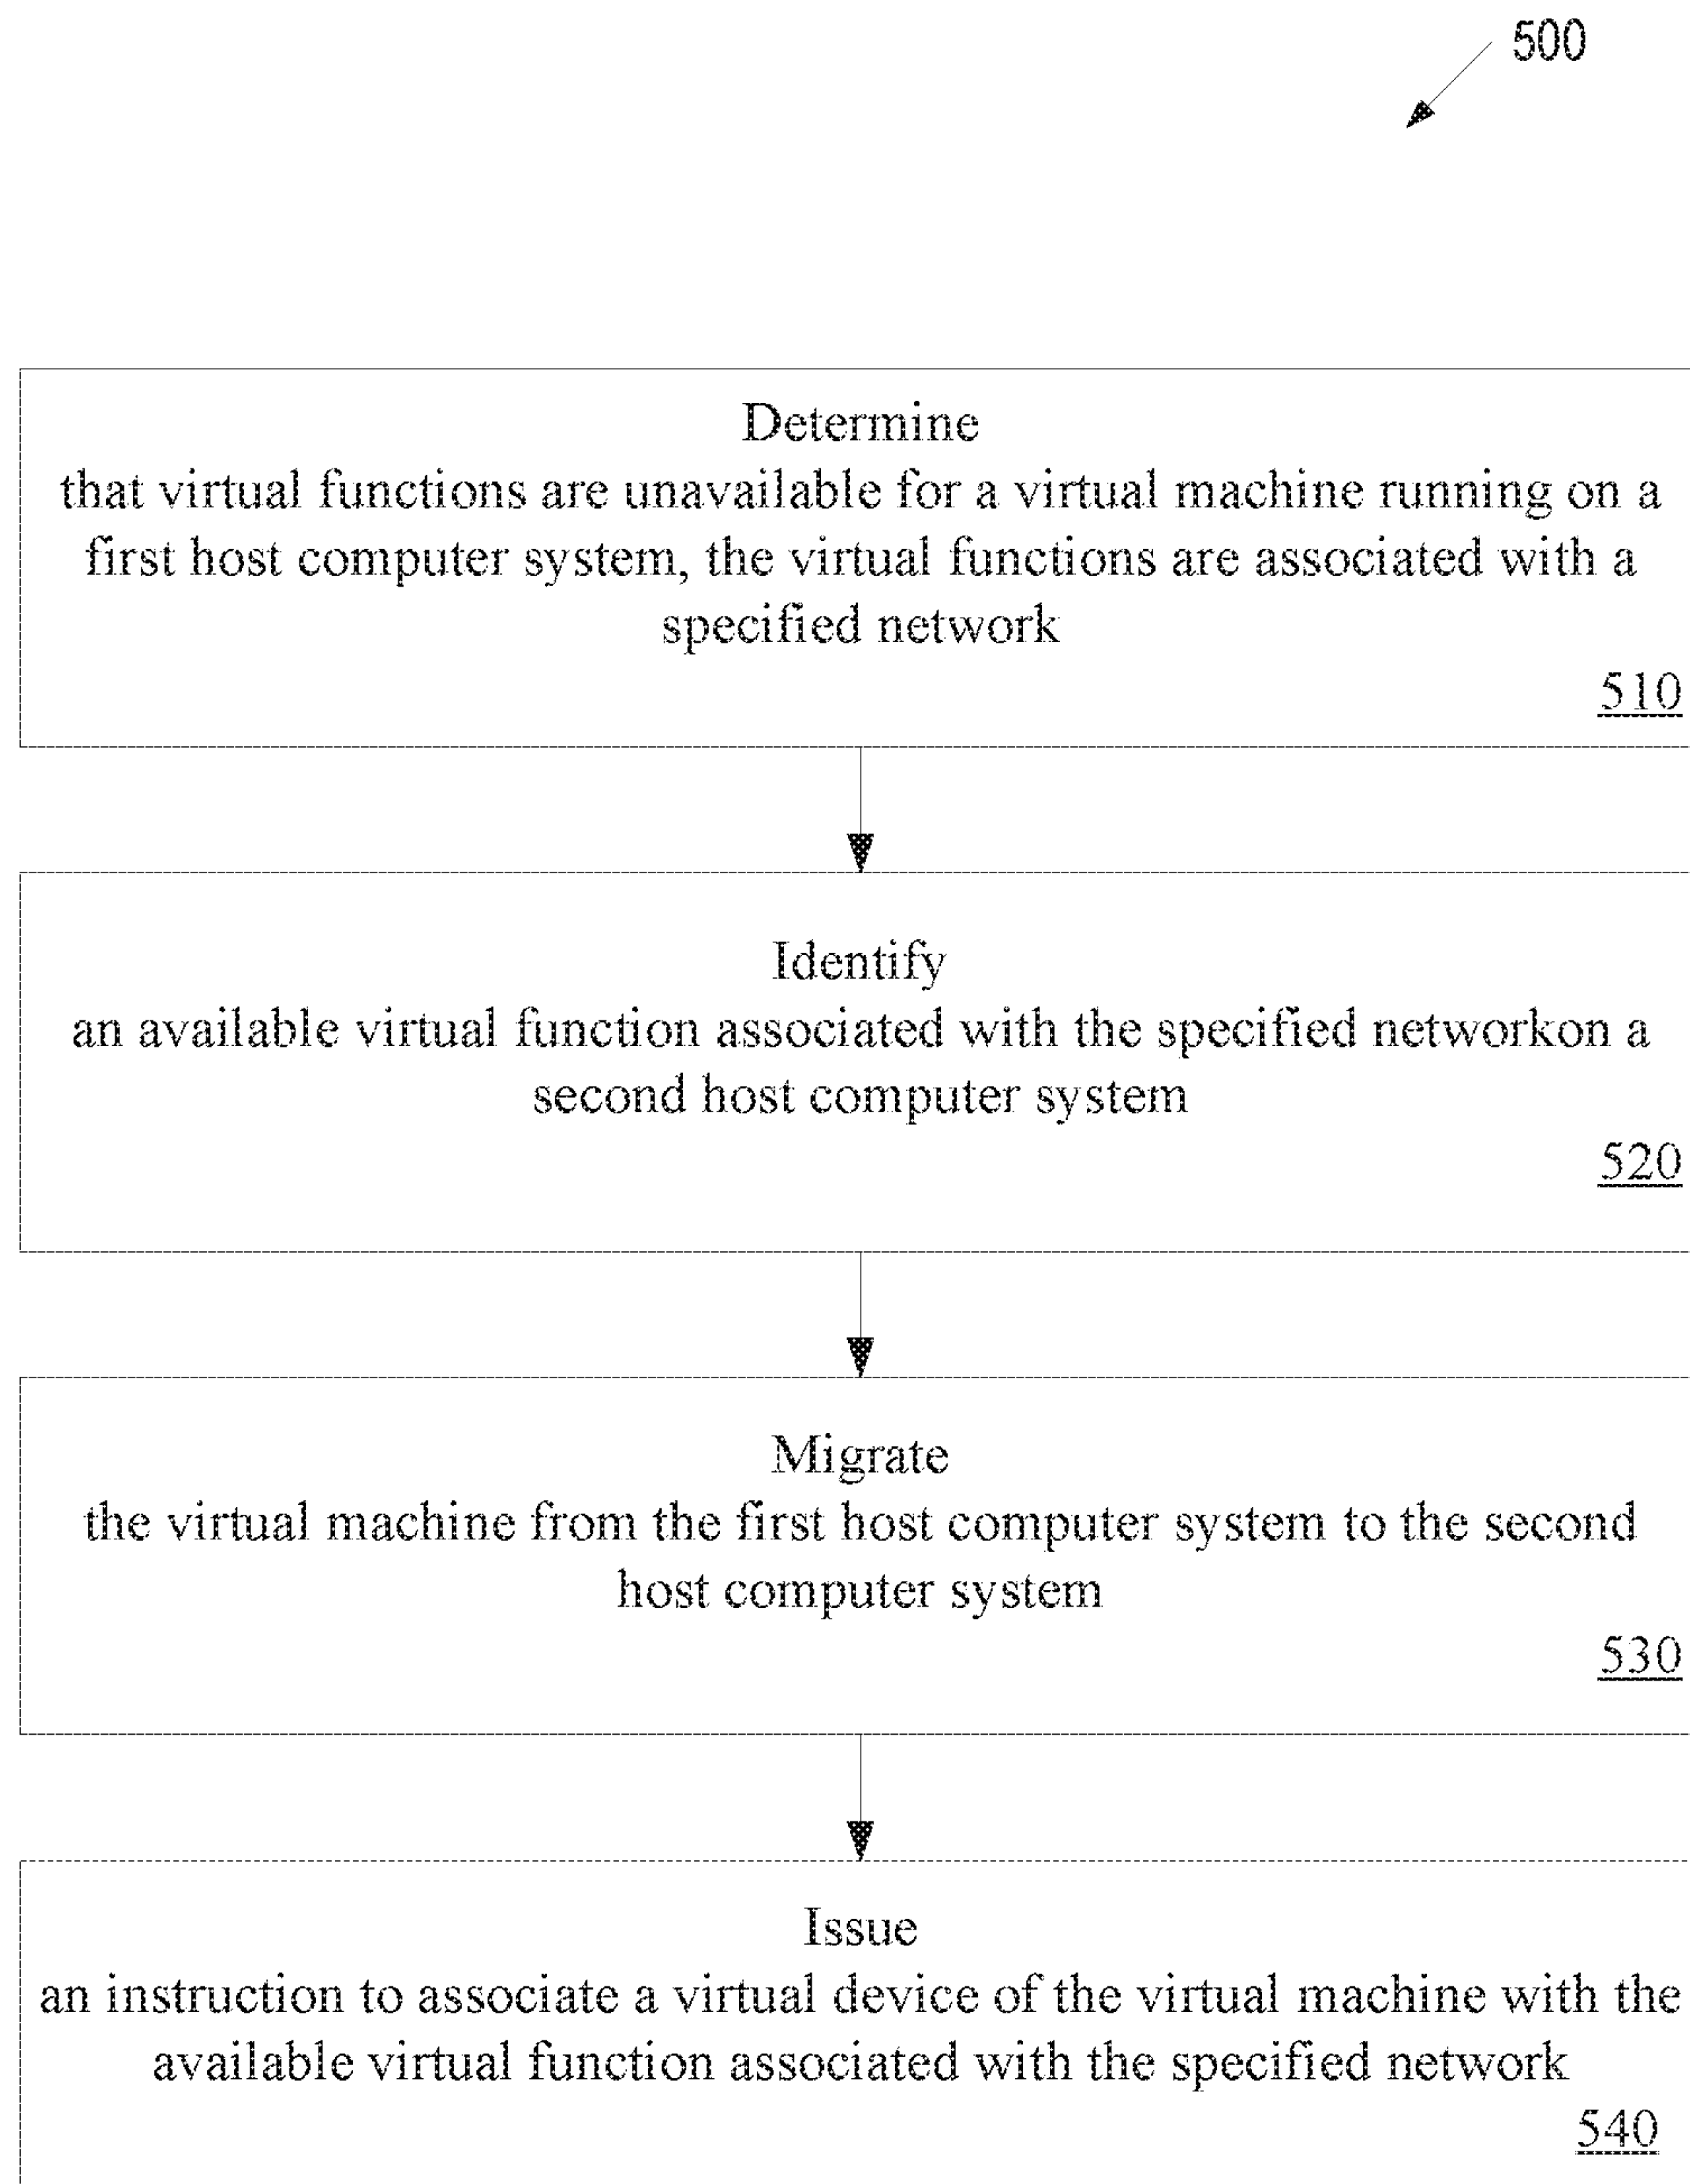 500
Determine
that virtual functions are unavailable for a virtual machine running on a
first host computer system, the virtual functions are associated with a
specified network
510
Identify
an available virtual function associated with the specified networkon a
second host computer system
520
Migrate
the virtual machine from the first host computer system to the second
host computer system
530
Issue
an instruction to associate a virtual device of the virtual machine with the
available virtual function associated with the specified network
540